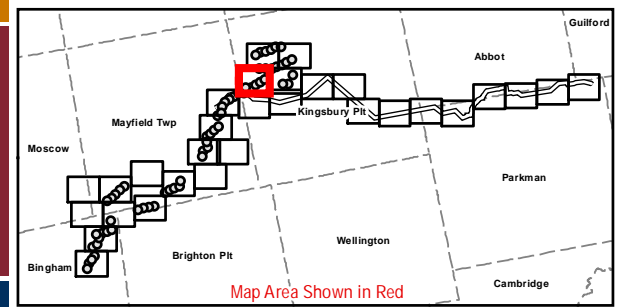 Guilford
Abbot
Kingsbury Plt
Mayfield Twp
Moscow
Parkman
Wellington
Brighton Plt
Bingham
Cambridge
Map Area Shown in Red